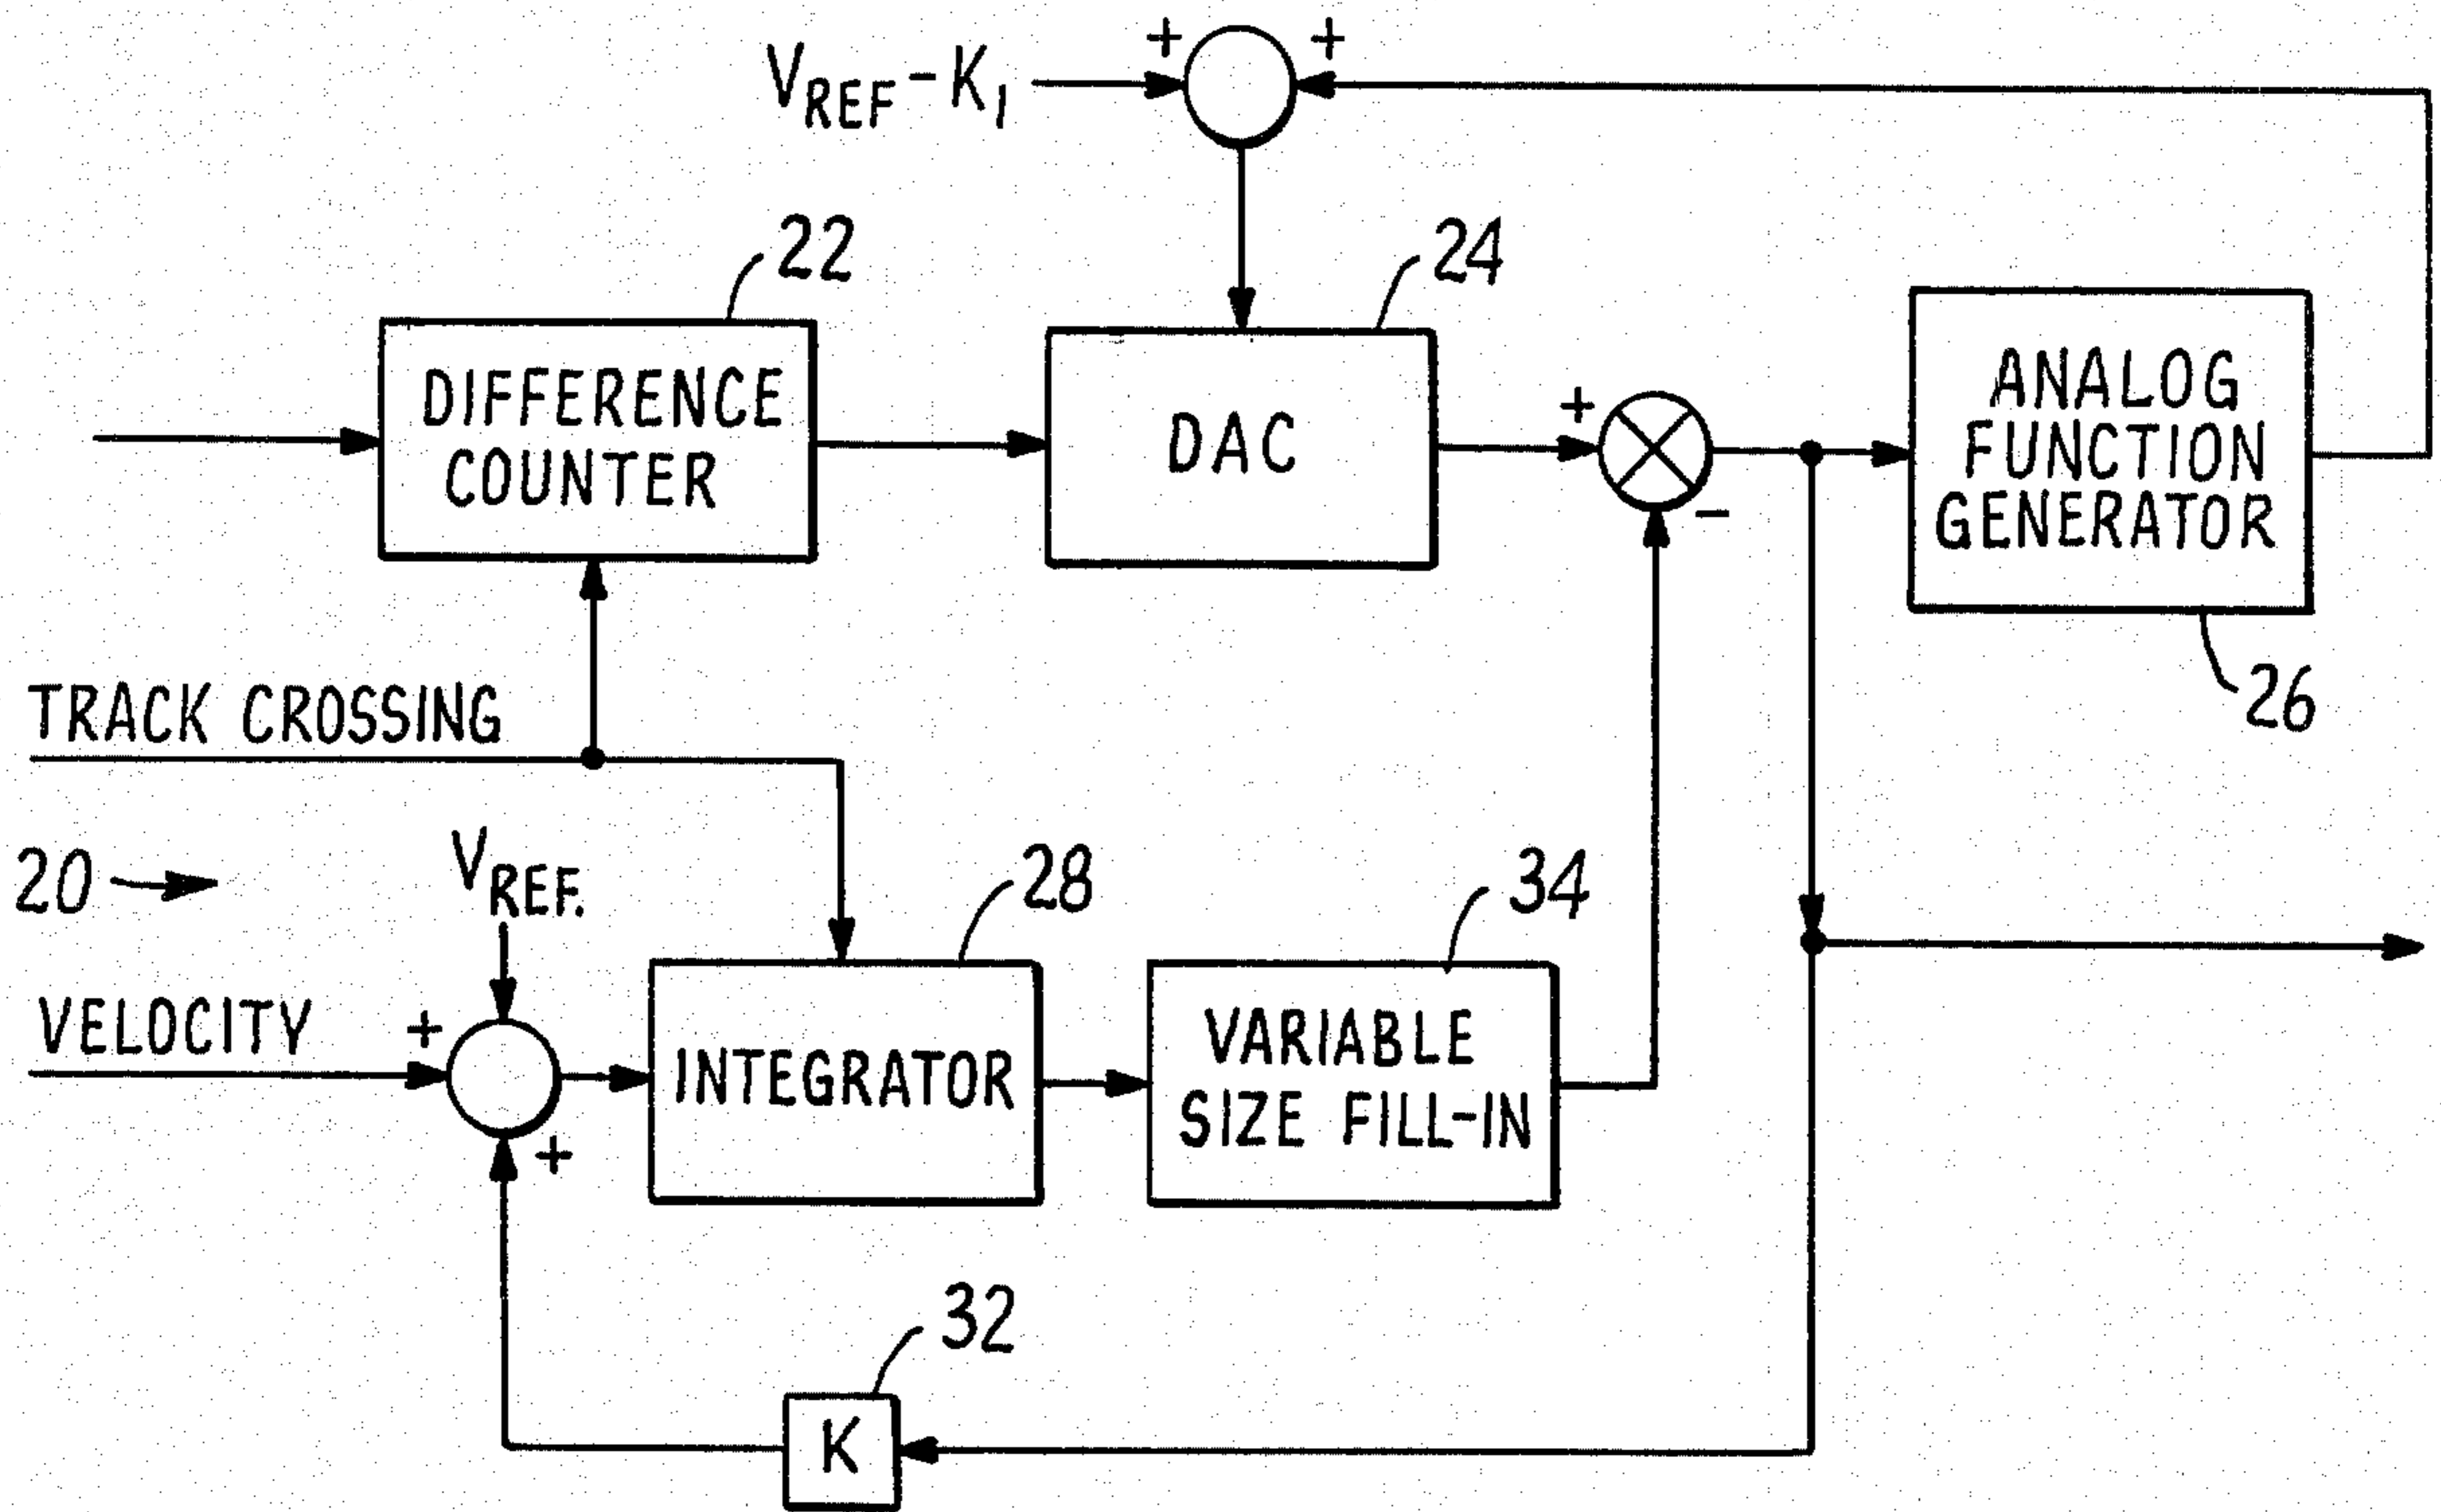 + +
V_REF - K₁
22
24
DIFFERENCE
COUNTER
DAC
+
-
ANALOG
FUNCTION
GENERATOR
26
TRACK CROSSING
20
V_REF.
28
34
VELOCITY
+
+
INTEGRATOR
VARIABLE
SIZE FILL-IN
32
K